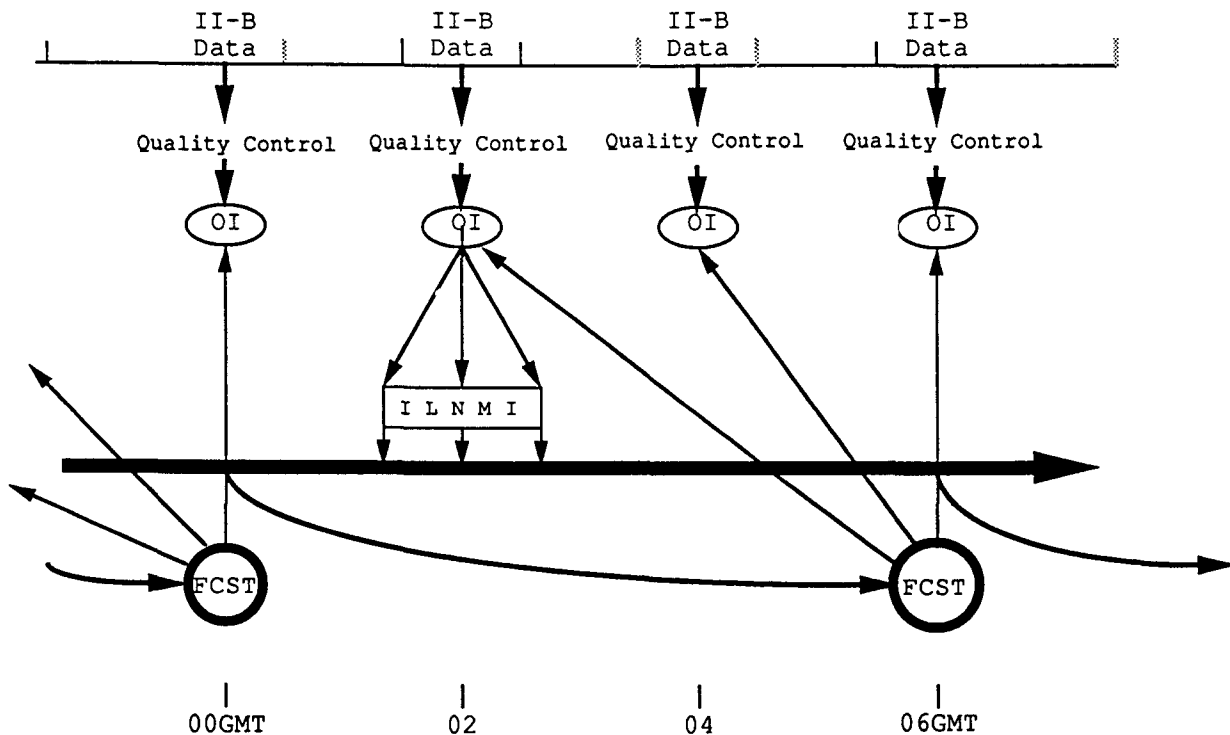 II-B II-B II-B II-B
Data Data Data Data
Quality Control Quality Control Quality Control Quality Control
OI OI OI OI
I L N M I
FCST FCST
00GMT 02 04 06GMT